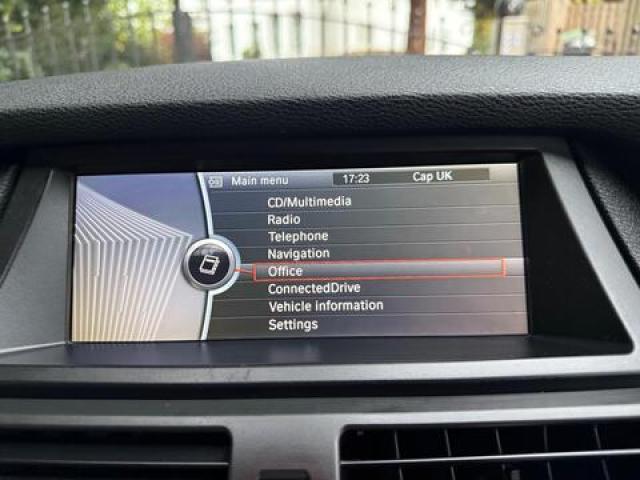 Main menu 17:23 Cap UK
CD/Multimedia
Radio
Telephone
Navigation
Office
ConnectedDrive
Vehicle information
Settings